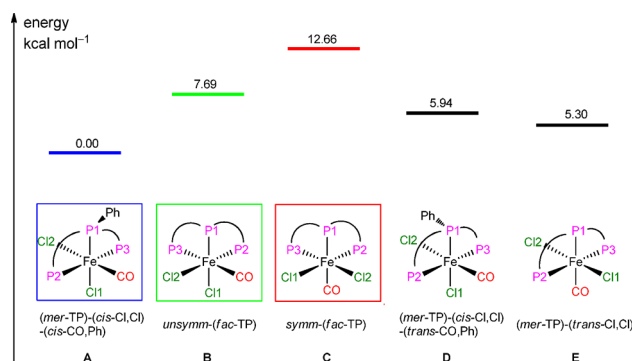 energy
kcal mol⁻¹
12.66
7.69
5.94
5.30
0.00
Ph
P1
Cl2
P3
Fe
P2
CO
Cl1
P1
P3
P2
Fe
Cl2
CO
Cl1
P1
P3
P2
Fe
Cl1
Cl2
CO
Ph
P1
Cl2
P3
Fe
P2
CO
Cl1
P1
Cl2
P3
Fe
P2
Cl1
CO
(mer-TP)-(cis-Cl,Cl)
-(cis-CO,Ph)
unsymm-(fac-TP)
symm-(fac-TP)
(mer-TP)-(cis-Cl,Cl)
-(trans-CO,Ph)
(mer-TP)-(trans-Cl,Cl)
A
B
C
D
E